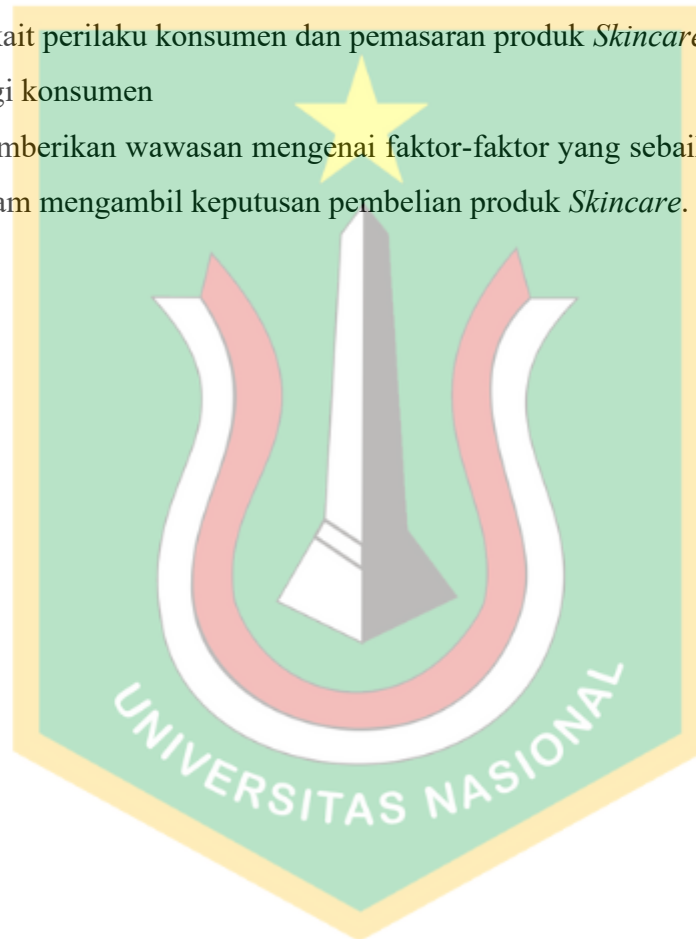 ait perilaku konsumen dan pemasaran produk Skincare
gi konsumen
mberikan wawasan mengenai faktor-faktor yang sebai
am mengambil keputusan pembelian produk Skincare.
UNIVERSITAS NASIONAL